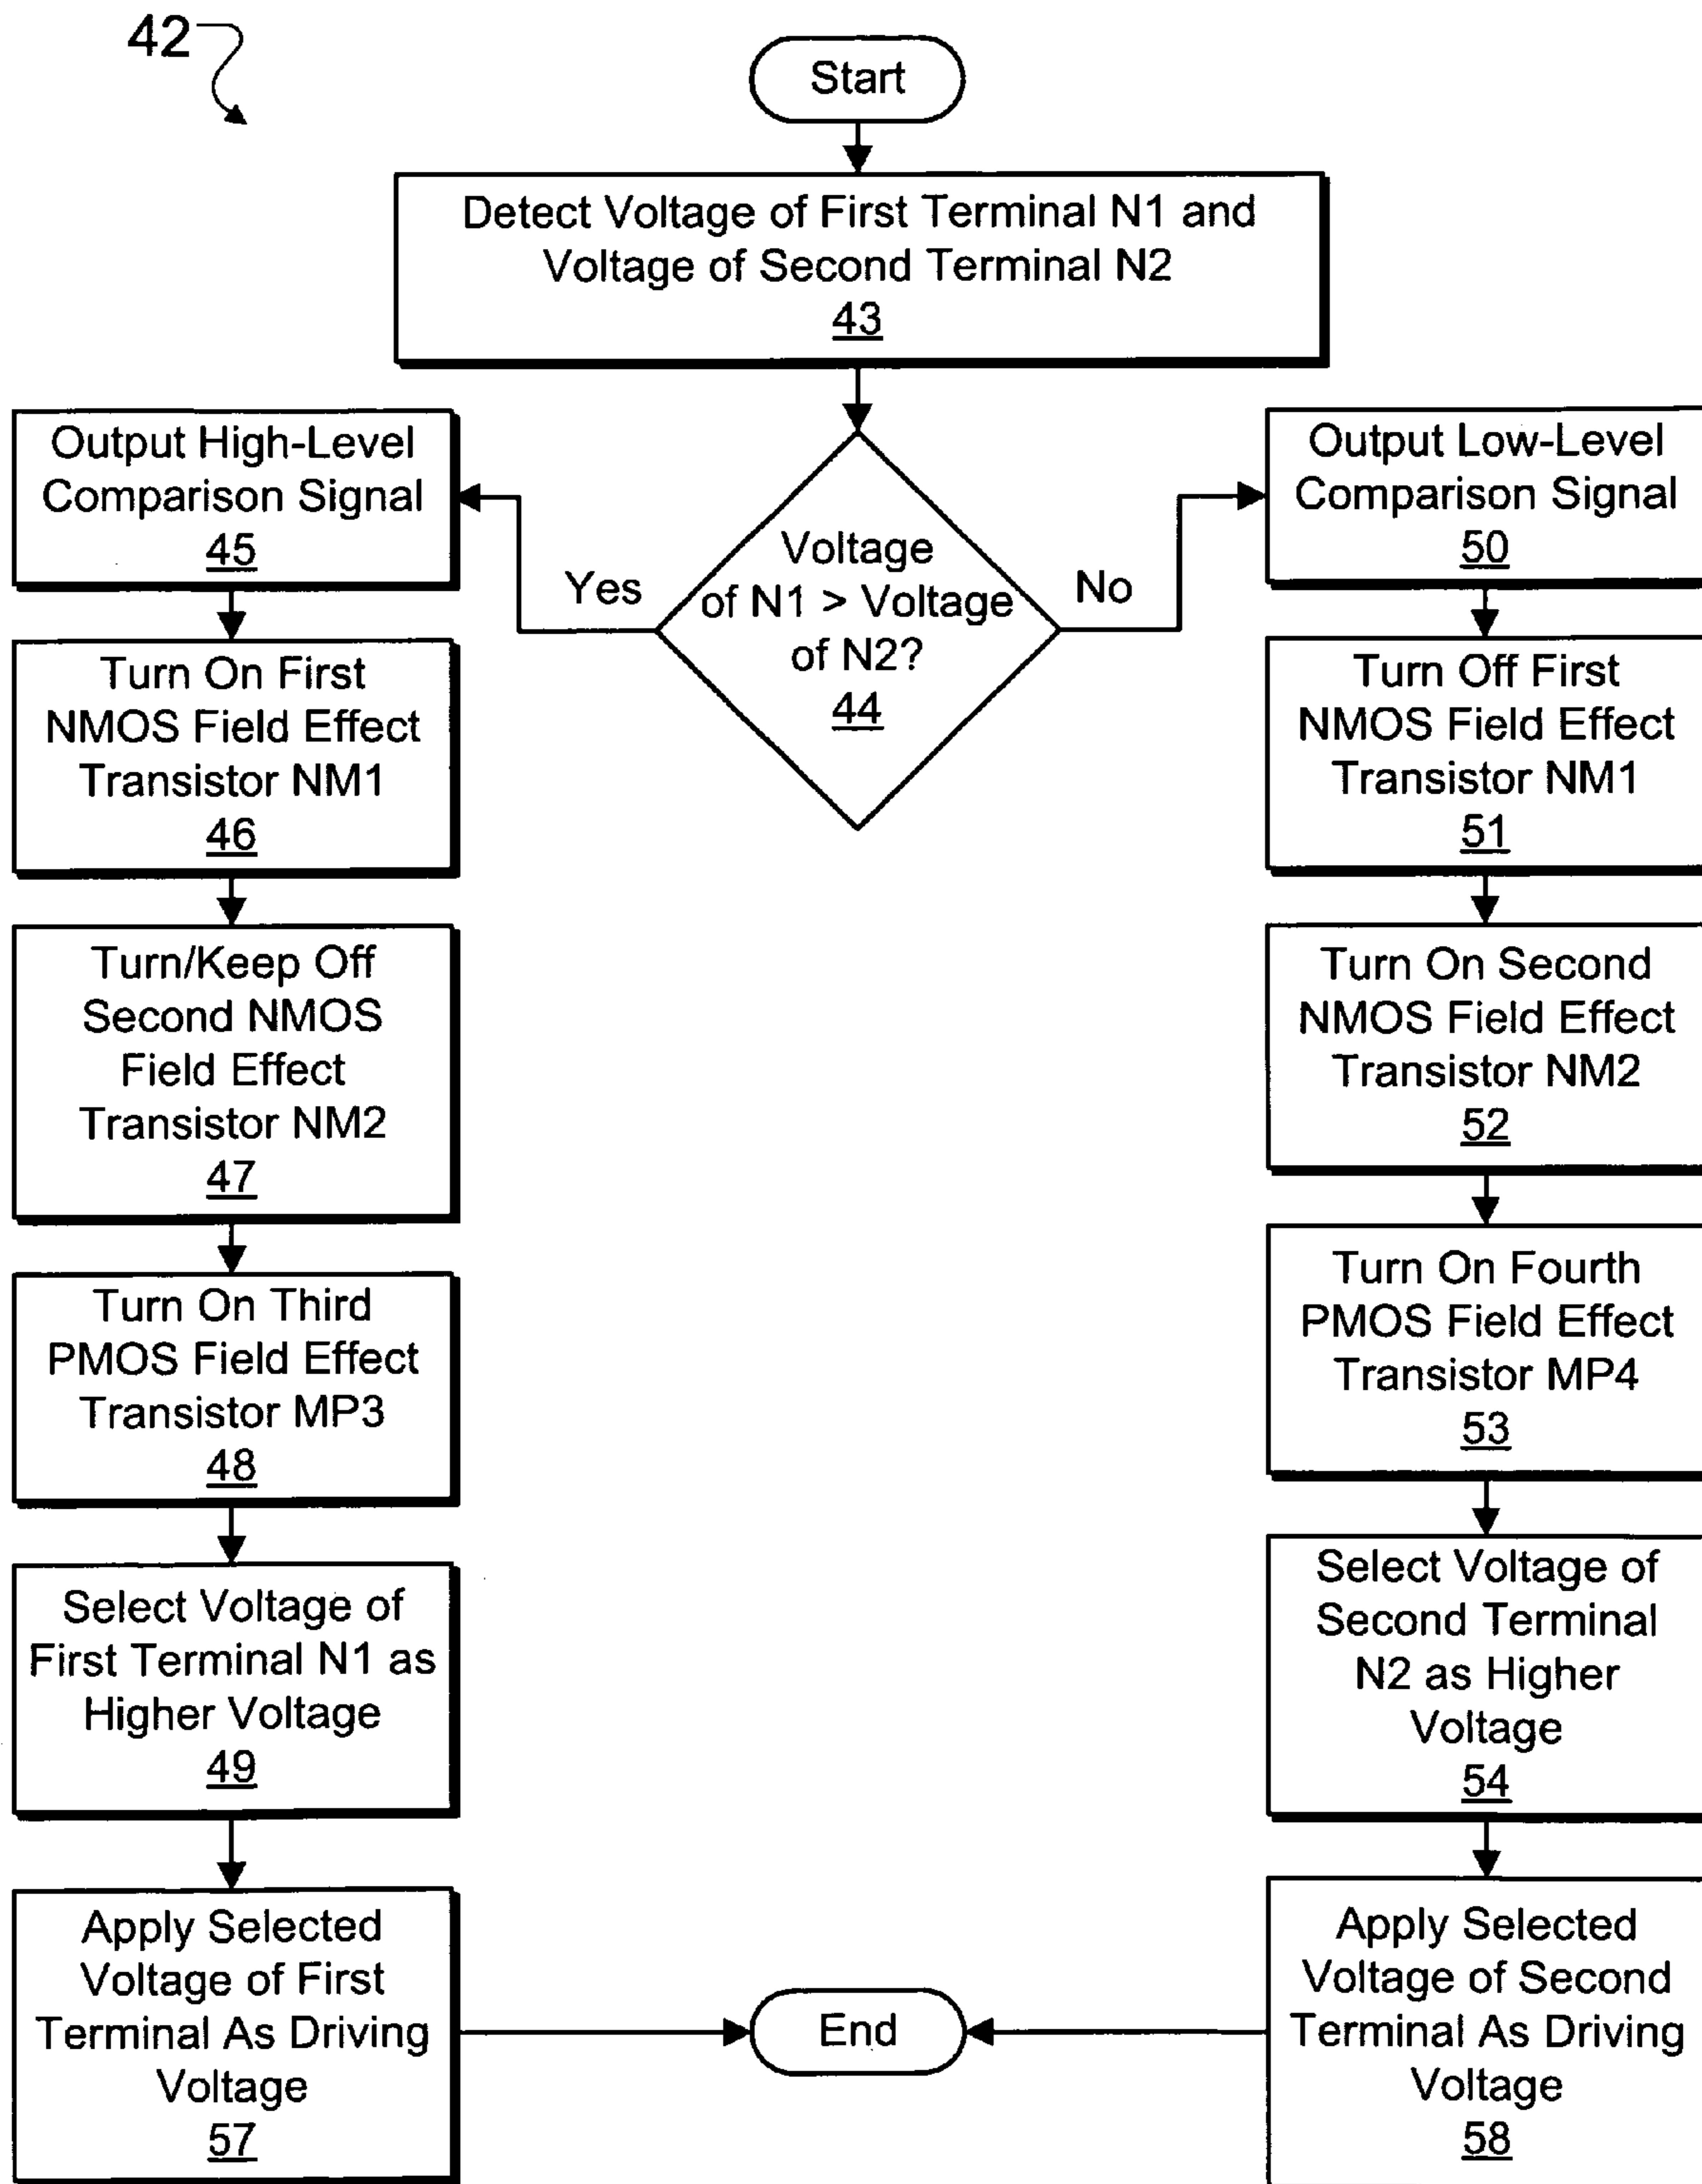 42
Start
Detect Voltage of First Terminal N1 and
Voltage of Second Terminal N2
43
Voltage
of N1 > Voltage
of N2?
44
Yes
No
Output High-Level
Comparison Signal
45
Turn On First
NMOS Field Effect
Transistor NM1
46
Turn/Keep Off
Second NMOS
Field Effect
Transistor NM2
47
Turn On Third
PMOS Field Effect
Transistor MP3
48
Select Voltage of
First Terminal N1 as
Higher Voltage
49
Apply Selected
Voltage of First
Terminal As Driving
Voltage
57
Output Low-Level
Comparison Signal
50
Turn Off First
NMOS Field Effect
Transistor NM1
51
Turn On Second
NMOS Field Effect
Transistor NM2
52
Turn On Fourth
PMOS Field Effect
Transistor MP4
53
Select Voltage of
Second Terminal
N2 as Higher
Voltage
54
Apply Selected
Voltage of Second
Terminal As Driving
Voltage
58
End